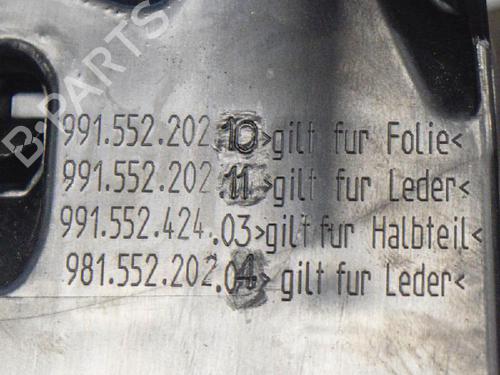 B-PARTS
991.552.202.10>gilt fur Folie<
991.552.202.11>gilt fur Leder<
991.552.424.03>gilt fur Halbteil<
981.552.202.04>gilt fur Leder<